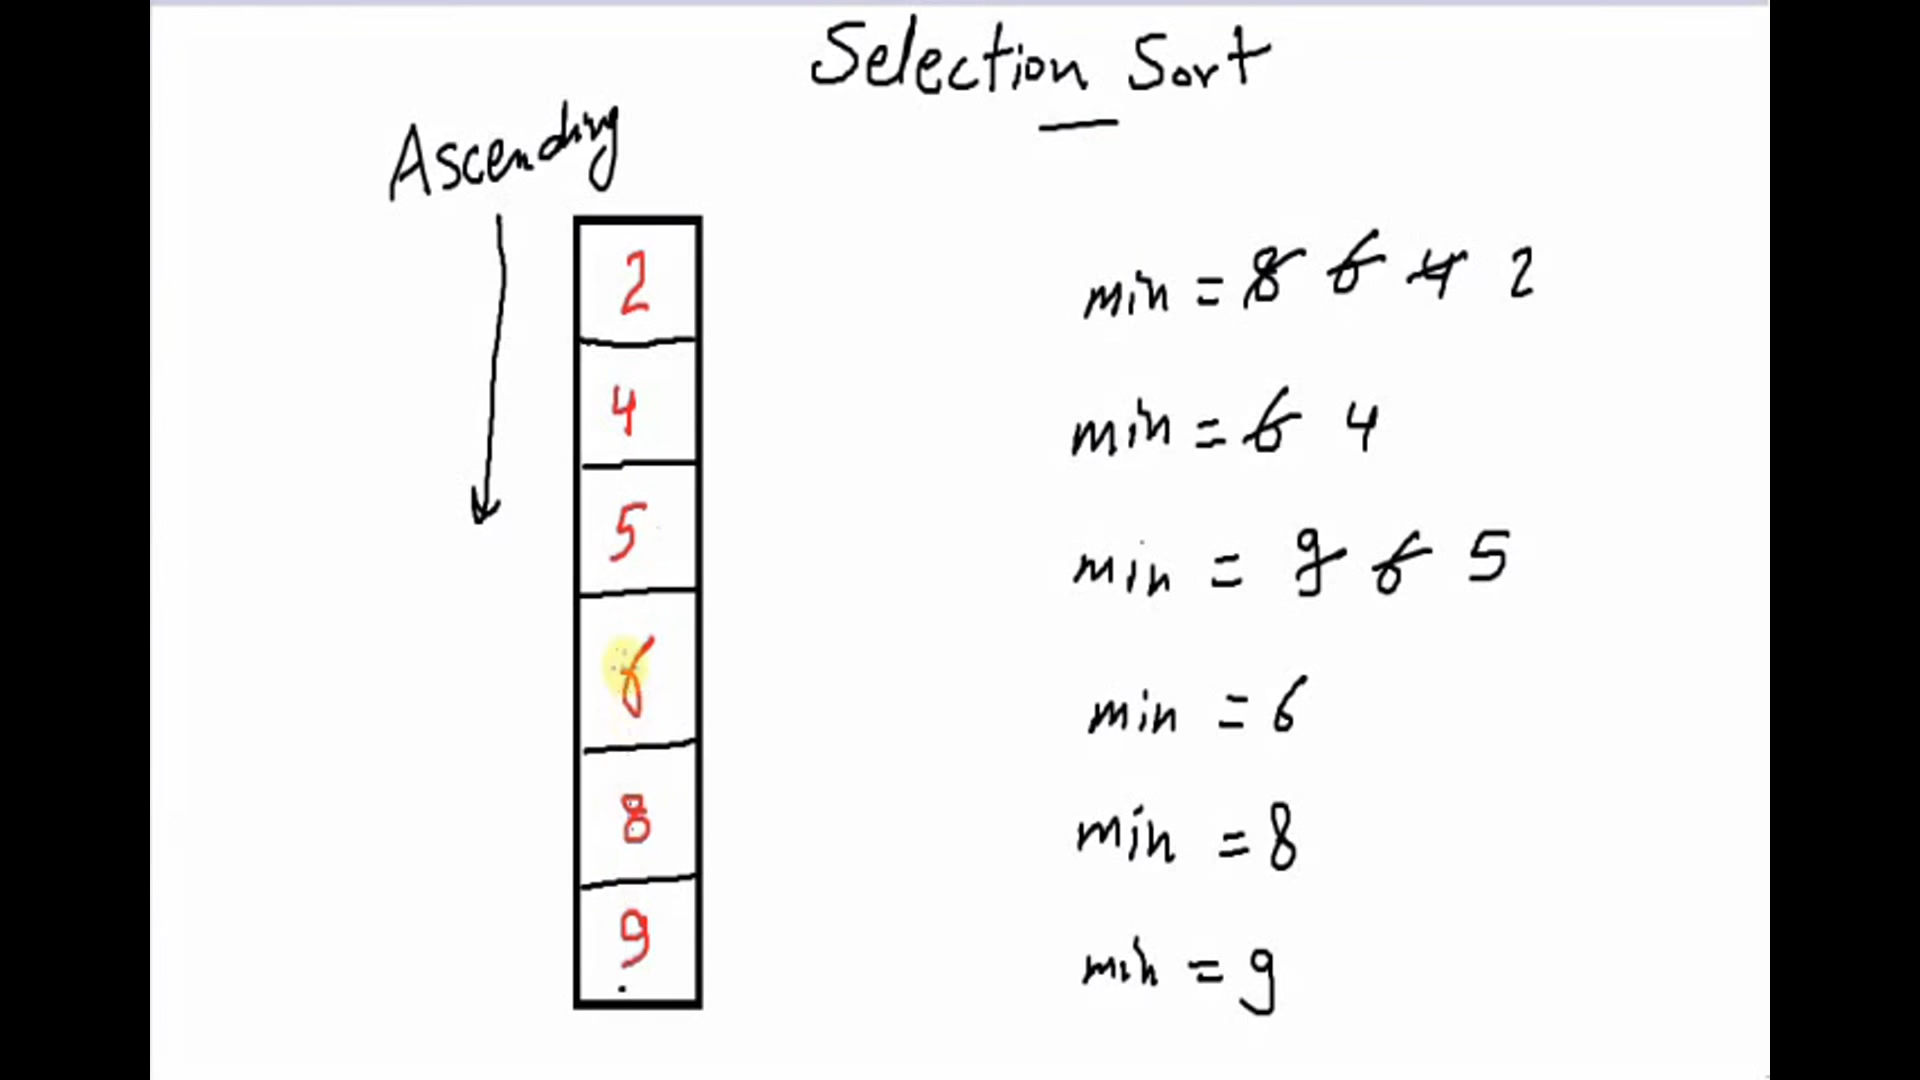 Selection Sort
Ascending
2
4
5
6
8
9
min = 8 6 4 2
min = 6 4
min = 9 6 5
min = 6
min = 8
min = 9